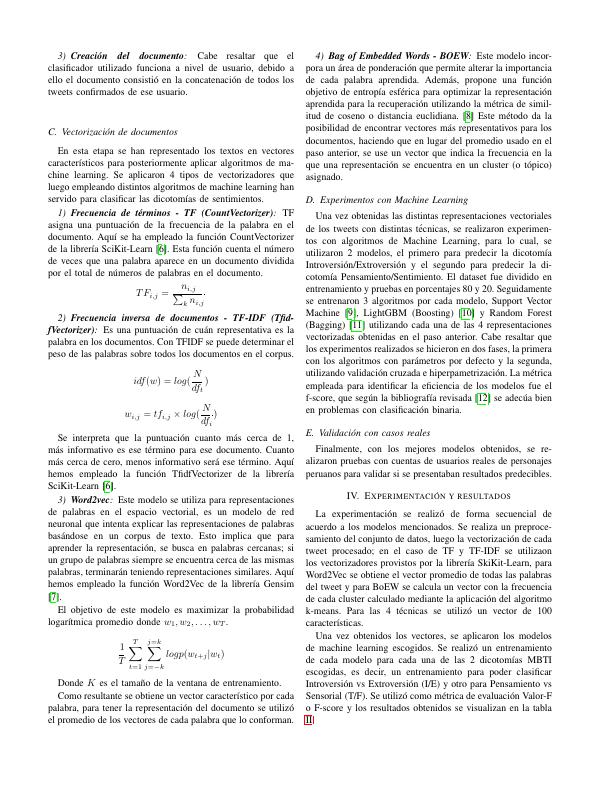 3) Creación del documento: Cabe resaltar que el
clasificador utilizado funciona a nivel de usuario, debido a
ello el documento consistió en la concatenación de todos los
tweets confirmados de ese usuario.
C. Vectorización de documentos
En esta etapa se han representado los textos en vectores
característicos para posteriormente aplicar algoritmos de ma-
chine learning. Se aplicaron 4 tipos de vectorizadores que
luego empleando distintos algoritmos de machine learning han
servido para clasificar las dicotomías de sentimientos.
1) Frecuencia de términos - TF (CountVectorizer): TF
asigna una puntuación de la frecuencia de la palabra en el
documento. Aquí se ha empleado la función CountVectorizer
de la librería SciKit-Learn [6]. Esta función cuenta el número
de veces que una palabra aparece en un documento dividida
por el total de números de palabras en el documento.
TF_{i,j} = \frac{n_{i,j}}{\sum_k n_{i,j}}.
2) Frecuencia inversa de documentos - TF-IDF (Tfid-
fVectorizer): Es una puntuación de cuán representativa es la
palabra en los documentos. Con TFIDF se puede determinar el
peso de las palabras sobre todos los documentos en el corpus.
idf(w) = log(\frac{N}{df_t})
w_{i,j} = tf_{i,j} × log(\frac{N}{df_i}.)
Se interpreta que la puntuación cuanto más cerca de 1,
más informativo es ese término para ese documento. Cuanto
más cerca de cero, menos informativo será ese término. Aquí
hemos empleado la función TfidfVectorizer de la librería
SciKit-Learn [6].
3) Word2vec: Este modelo se utiliza para representaciones
de palabras en el espacio vectorial, es un modelo de red
neuronal que intenta explicar las representaciones de palabras
basándose en un corpus de texto. Esto implica que para
aprender la representación, se busca en palabras cercanas; si
un grupo de palabras siempre se encuentra cerca de las mismas
palabras, terminarán teniendo representaciones similares. Aquí
hemos empleado la función Word2Vec de la librería Gensim
[7].
El objetivo de este modelo es maximizar la probabilidad
logarítmica promedio donde w_1, w_2, . . . , w_T.
\frac{1}{T} \sum_{t=1}^{T} \sum_{j=-k}^{j=k} logp(w_{t+j}|w_t)
Donde K es el tamaño de la ventana de entrenamiento.
Como resultante se obtiene un vector característico por cada
palabra, para tener la representación del documento se utilizó
el promedio de los vectores de cada palabra que lo conforman.
4) Bag of Embedded Words - BOEW: Este modelo incor-
pora un área de ponderación que permite alterar la importancia
de cada palabra aprendida. Además, propone una función
objetivo de entropía esférica para optimizar la representación
aprendida para la recuperación utilizando la métrica de simil-
itud de coseno o distancia euclidiana. [8] Este método da la
posibilidad de encontrar vectores más representativos para los
documentos, haciendo que en lugar del promedio usado en el
paso anterior, se use un vector que indica la frecuencia en la
que una representación se encuentra en un cluster (o tópico)
asignado.
D. Experimentos con Machine Learning
Una vez obtenidas las distintas representaciones vectoriales
de los tweets con distintas técnicas, se realizaron experimen-
tos con algoritmos de Machine Learning, para lo cual, se
utilizaron 2 modelos, el primero para predecir la dicotomía
Introversión/Extroversión y el segundo para predecir la di-
cotomía Pensamiento/Sentimiento. El dataset fue dividido en
entrenamiento y pruebas en porcentajes 80 y 20. Seguidamente
se entrenaron 3 algoritmos por cada modelo, Support Vector
Machine [9], LightGBM (Boosting) [10] y Random Forest
(Bagging) [11] utilizando cada una de las 4 representaciones
vectorizadas obtenidas en el paso anterior. Cabe resaltar que
los experimentos realizados se hicieron en dos fases, la primera
con los algoritmos con parámetros por defecto y la segunda,
utilizando validación cruzada e hiperpametrización. La métrica
empleada para identificar la eficiencia de los modelos fue el
f-score, que según la bibliografía revisada [12] se adecúa bien
en problemas con clasificación binaria.
E. Validación con casos reales
Finalmente, con los mejores modelos obtenidos, se re-
alizaron pruebas con cuentas de usuarios reales de personajes
peruanos para validar si se presentaban resultados predecibles.
IV. EXPERIMENTACIÓN Y RESULTADOS
La experimentación se realizó de forma secuencial de
acuerdo a los modelos mencionados. Se realiza un preproce-
samiento del conjunto de datos, luego la vectorización de cada
tweet procesado; en el caso de TF y TF-IDF se utilizaon
los vectorizadores provistos por la librería SkiKit-Learn, para
Word2Vec se obtiene el vector promedio de todas las palabras
del tweet y para BoEW se calcula un vector con la frecuencia
de cada cluster calculado mediante la aplicación del algoritmo
k-means. Para las 4 técnicas se utilizó un vector de 100
características.
Una vez obtenidos los vectores, se aplicaron los modelos
de machine learning escogidos. Se realizó un entrenamiento
de cada modelo para cada una de las 2 dicotomías MBTI
escogidas, es decir, un entrenamiento para poder clasificar
Introversión vs Extroversión (I/E) y otro para Pensamiento vs
Sensorial (T/F). Se utilizó como métrica de evaluación Valor-F
o F-score y los resultados obtenidos se visualizan en la tabla
II.